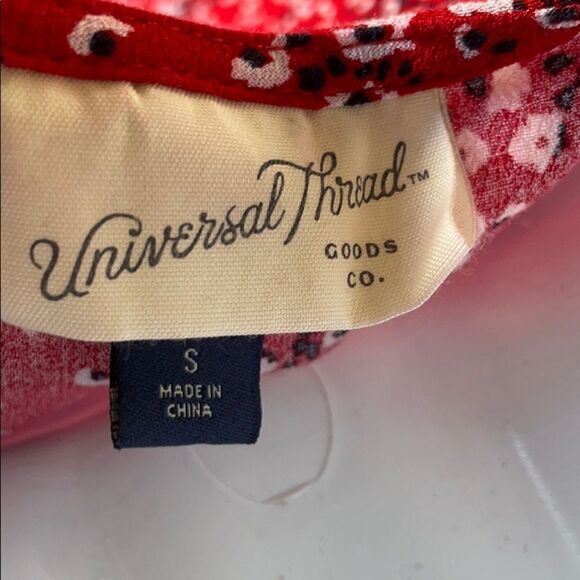 Universal Thread™
GOODS
CO.
S
MADE IN
CHINA